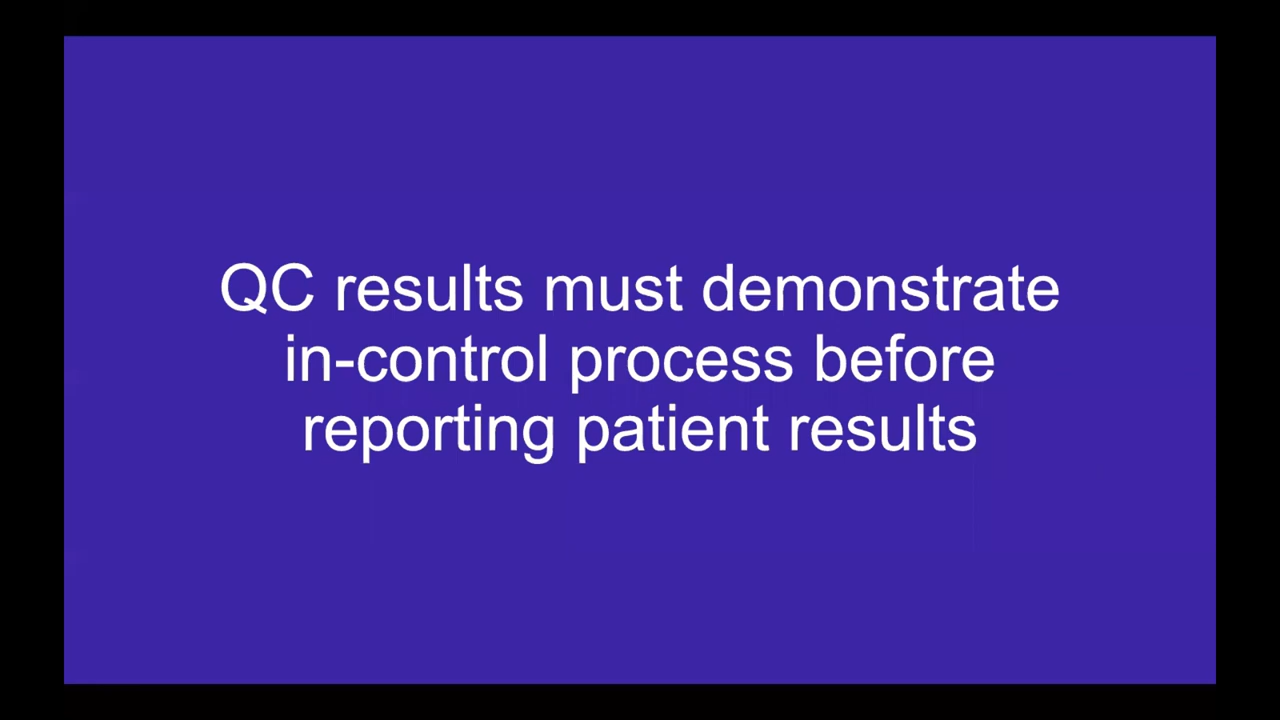 QC results must demonstrate
in-control process before
reporting patient results